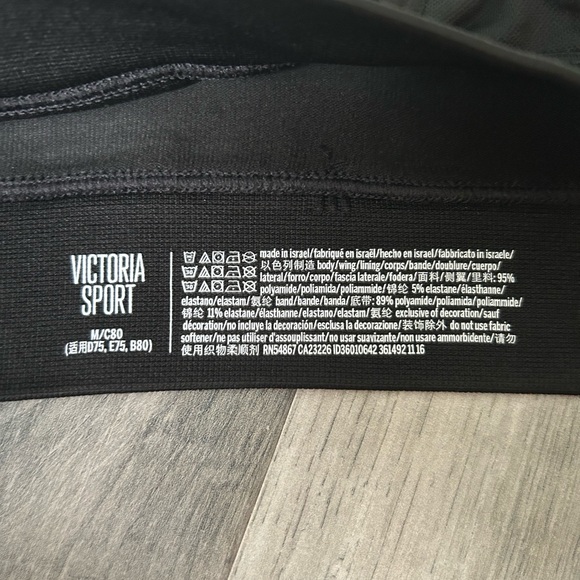 VICTORIA
SPORT
M/C80
(适用D75, E75, B80)
made in israel/fabriqué en israël/hecho en israel/fabbricato in israele/
以色列制造 body/wing/lining/corps/bande/doublure/cuerpo/
lateral/forro/corpo/fascia laterale/fodera/面料/侧翼/里料: 95%
polyamide/poliamida/poliammide/锦纶 5% elastane/élasthanne/
elastano/elastam/氨纶 band/bande/banda/底带: 89% polyamide/poliamida/poliammide/
锦纶 11% elastane/élasthanne/elastano/elastam/氨纶 exclusive of decoration/sauf
décoration/no incluye la decoración/esclusa la decorazione/装饰除外 do not use fabric
softener/ne pas utiliser d'assouplissant/no usar suavizante/non usare ammorbidente/请勿
使用织物柔顺剂 RN54867 CA23226 ID36010642 361492 11 16